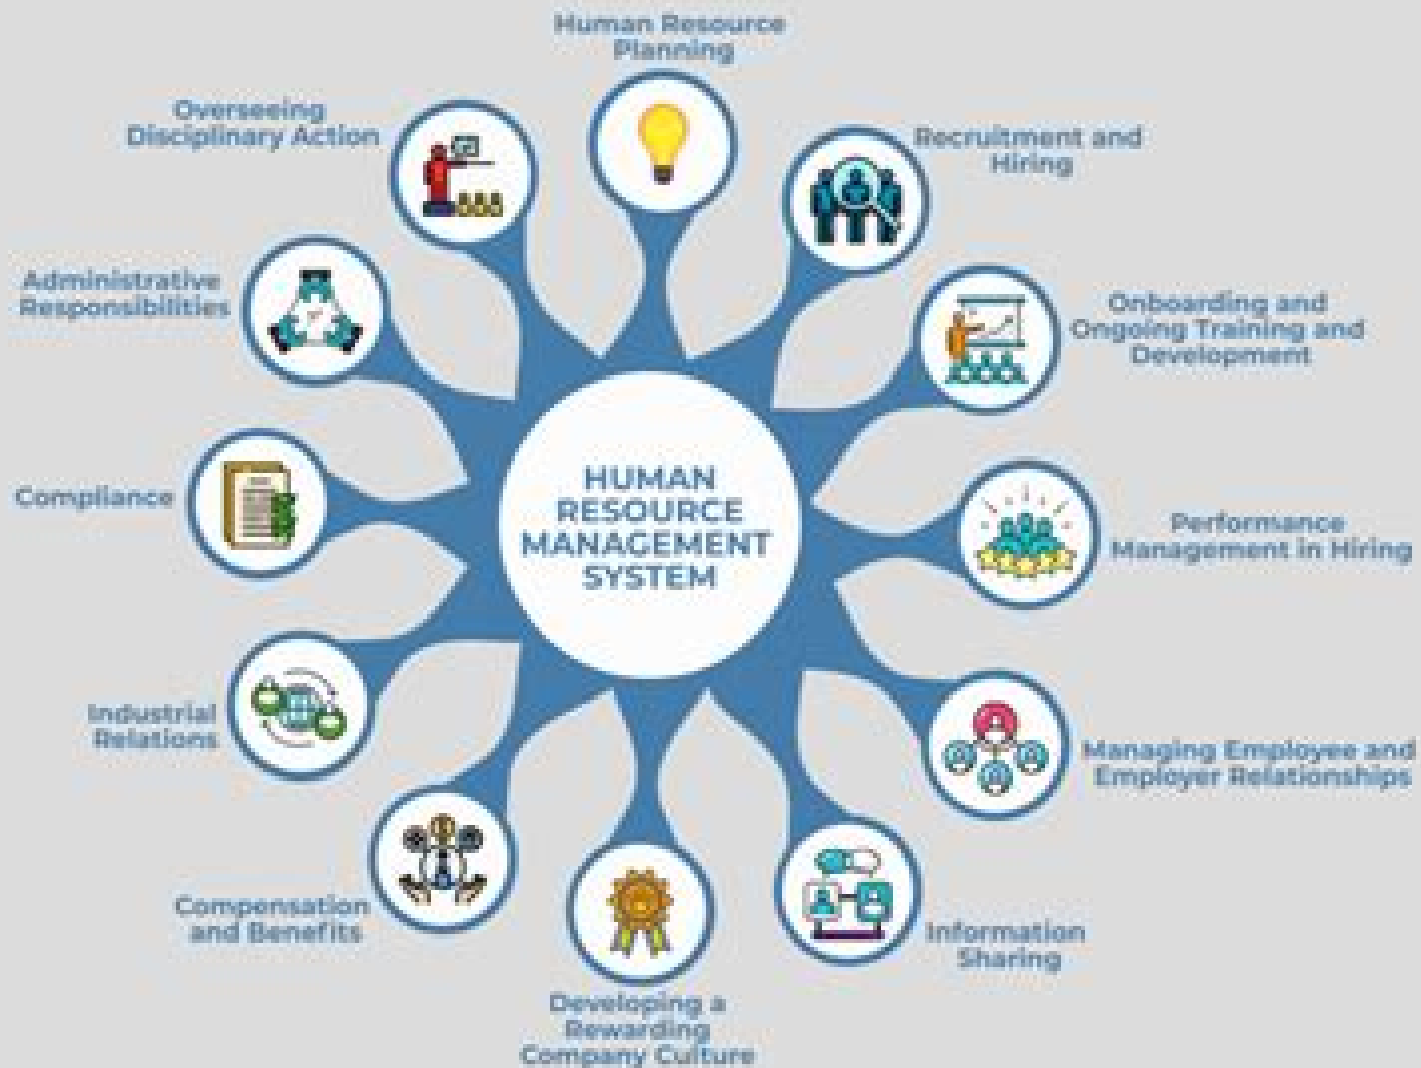 Human Resource
Planning
Recruitment and
Hiring
Onboarding and
Ongoing Training and
Development
Performance
Management in Hiring
Managing Employee and
Employer Relationships
Information
Sharing
Developing a
Rewarding
Company Culture
Compensation
and Benefits
Industrial
Relations
Compliance
Administrative
Responsibilities
Overseeing
Disciplinary Action
HUMAN
RESOURCE
MANAGEMENT
SYSTEM